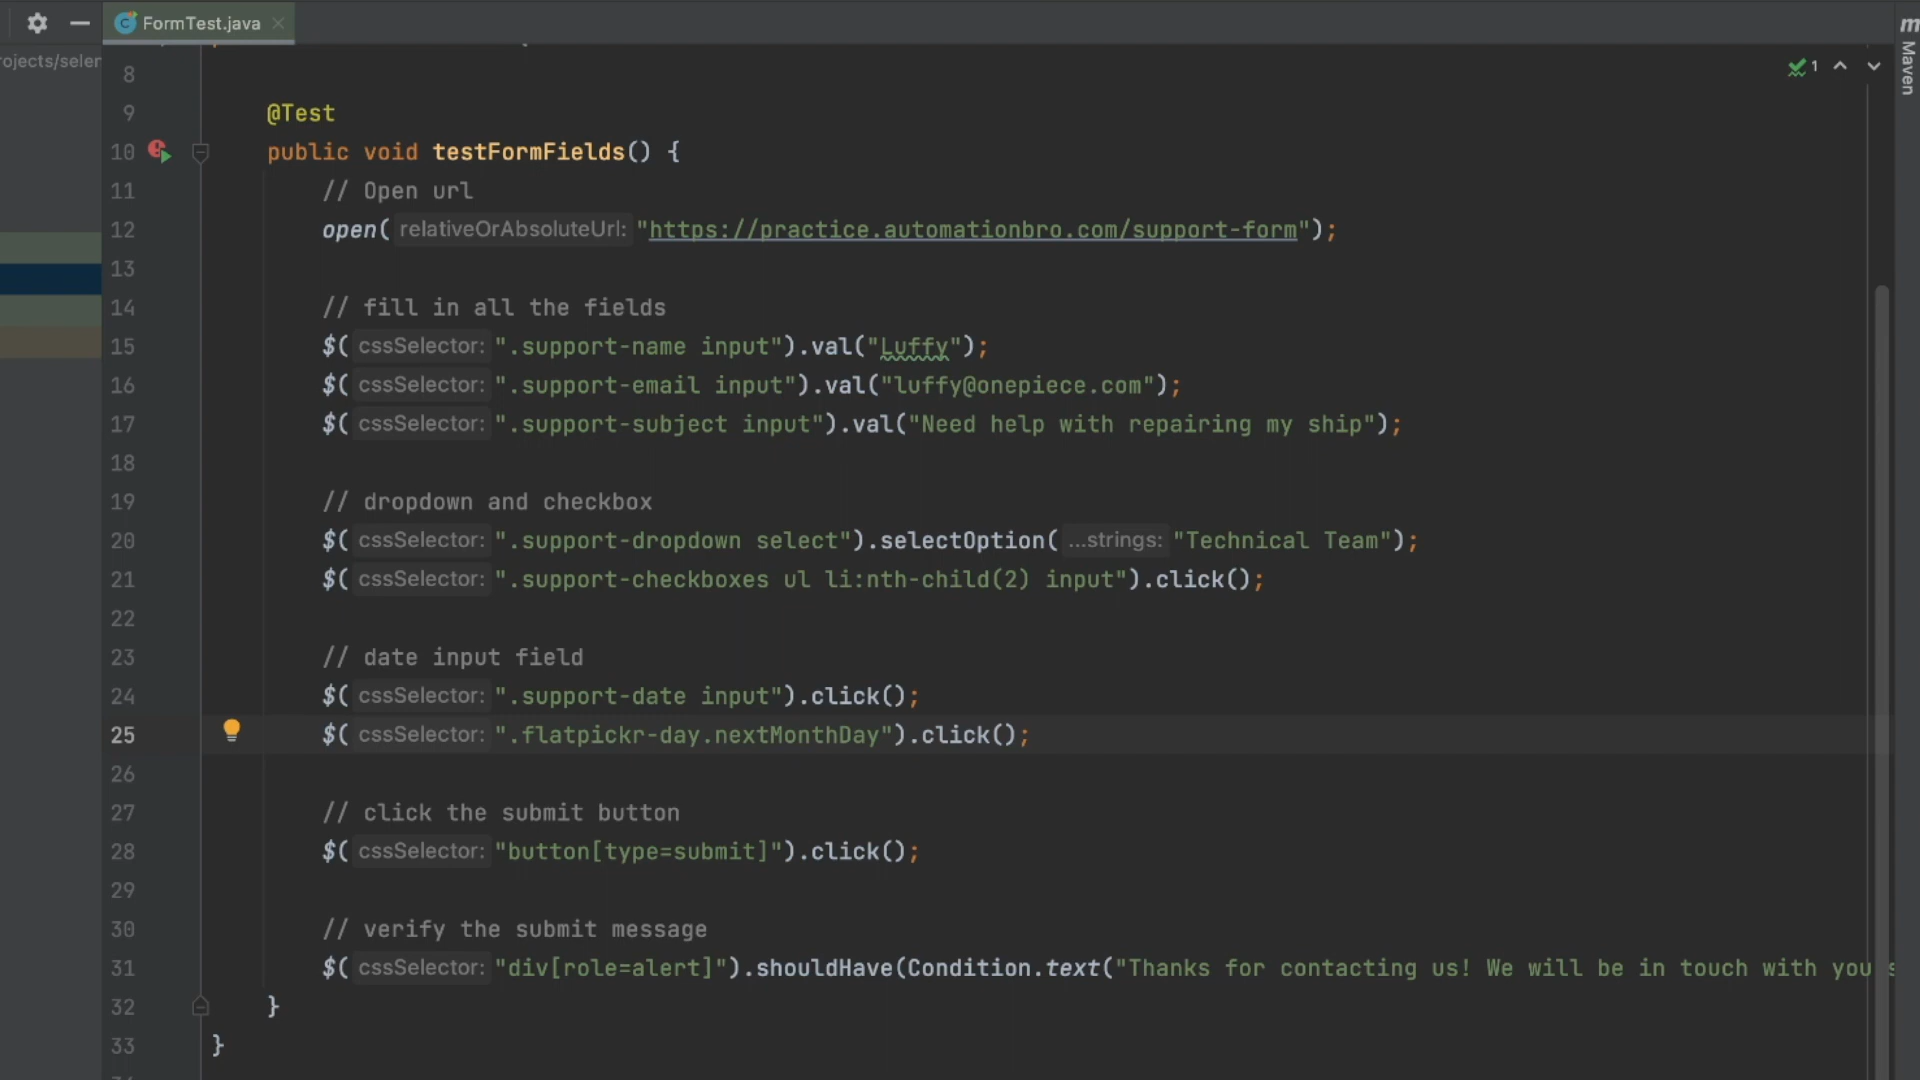 FormTest.java
rojects/selen
1
m
Maven
8
9 @Test
10 public void testFormFields() {
11 // Open url
12 open( relativeOrAbsoluteUrl: "https://practice.automationbro.com/support-form");
13
14 // fill in all the fields
15 $( cssSelector: ".support-name input").val("Luffy");
16 $( cssSelector: ".support-email input").val("luffy@onepiece.com");
17 $( cssSelector: ".support-subject input").val("Need help with repairing my ship");
18
19 // dropdown and checkbox
20 $( cssSelector: ".support-dropdown select").selectOption( ...strings: "Technical Team");
21 $( cssSelector: ".support-checkboxes ul li:nth-child(2) input").click();
22
23 // date input field
24 $( cssSelector: ".support-date input").click();
25 $( cssSelector: ".flatpickr-day.nextMonthDay").click();
26
27 // click the submit button
28 $( cssSelector: "button[type=submit]").click();
29
30 // verify the submit message
31 $( cssSelector: "div[role=alert]").shouldHave(Condition.text("Thanks for contacting us! We will be in touch with you s
32 }
33 }